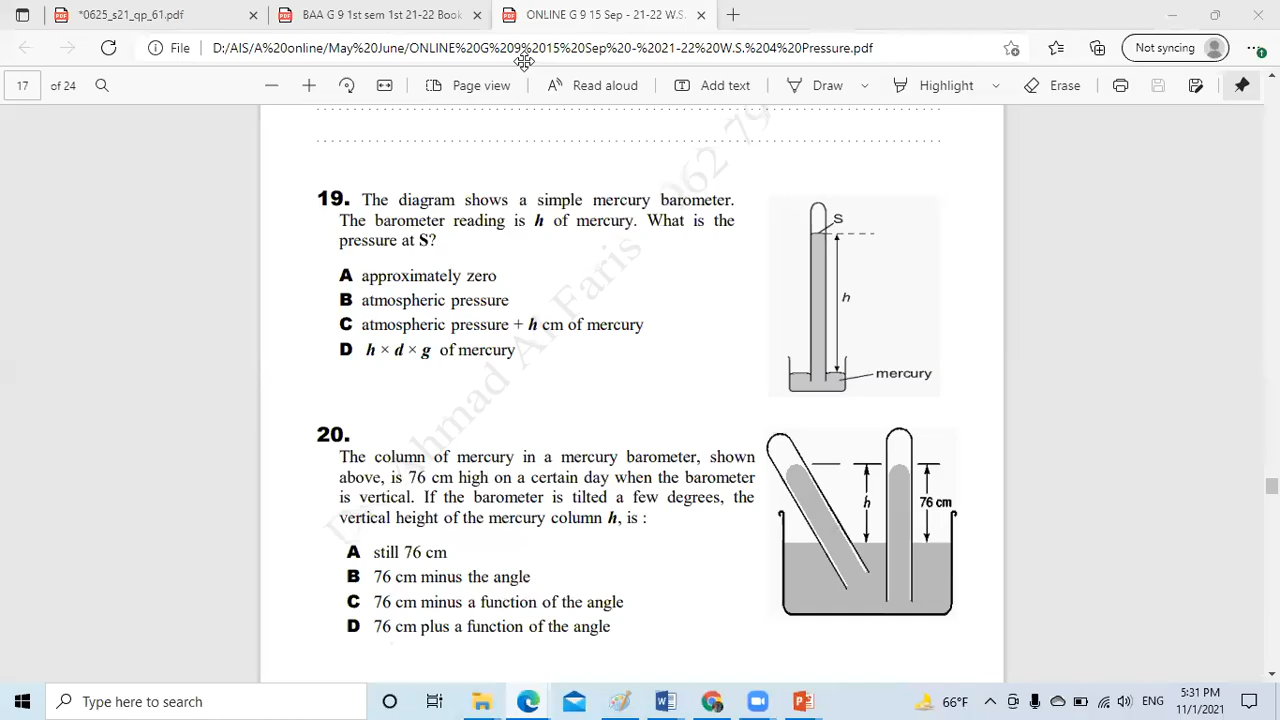 *0625_s21_qp_61.pdf
BAA G 9 1st sem 1st 21-22 Book
ONLINE G 9 15 Sep - 21-22 W.S.
File
D:/AIS/A%20online/May%20June/ONLINE%20G%209%2015%20Sep%20-%2021-22%20W.S.%204%20Pressure.pdf
Not syncing
17 of 24
Page view
Read aloud
Add text
Draw
Highlight
Erase
19. The diagram shows a simple mercury barometer.
The barometer reading is h of mercury. What is the
pressure at S?
A approximately zero
B atmospheric pressure
C atmospheric pressure + h cm of mercury
D h × d × g of mercury
S
h
mercury
20.
The column of mercury in a mercury barometer, shown
above, is 76 cm high on a certain day when the barometer
is vertical. If the barometer is tilted a few degrees, the
vertical height of the mercury column h, is :
A still 76 cm
B 76 cm minus the angle
C 76 cm minus a function of the angle
D 76 cm plus a function of the angle
h
76 cm
Ahmad Al Faris
Type here to search
66°F
ENG
5:31 PM
11/1/2021